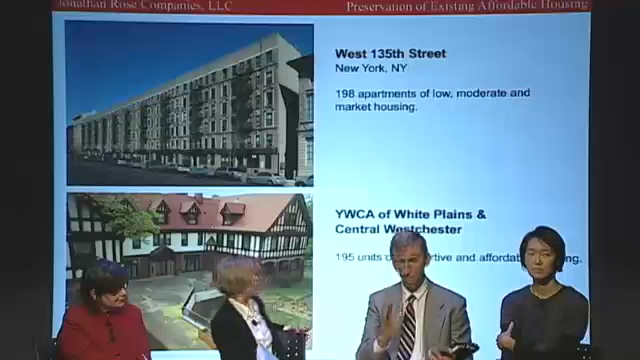 Jonathan Rose Companies, LLC
Preservation of Existing Affordable Housing
West 135th Street
New York, NY
198 apartments of low, moderate and
market housing.
YWCA of White Plains &
Central Westchester
195 units